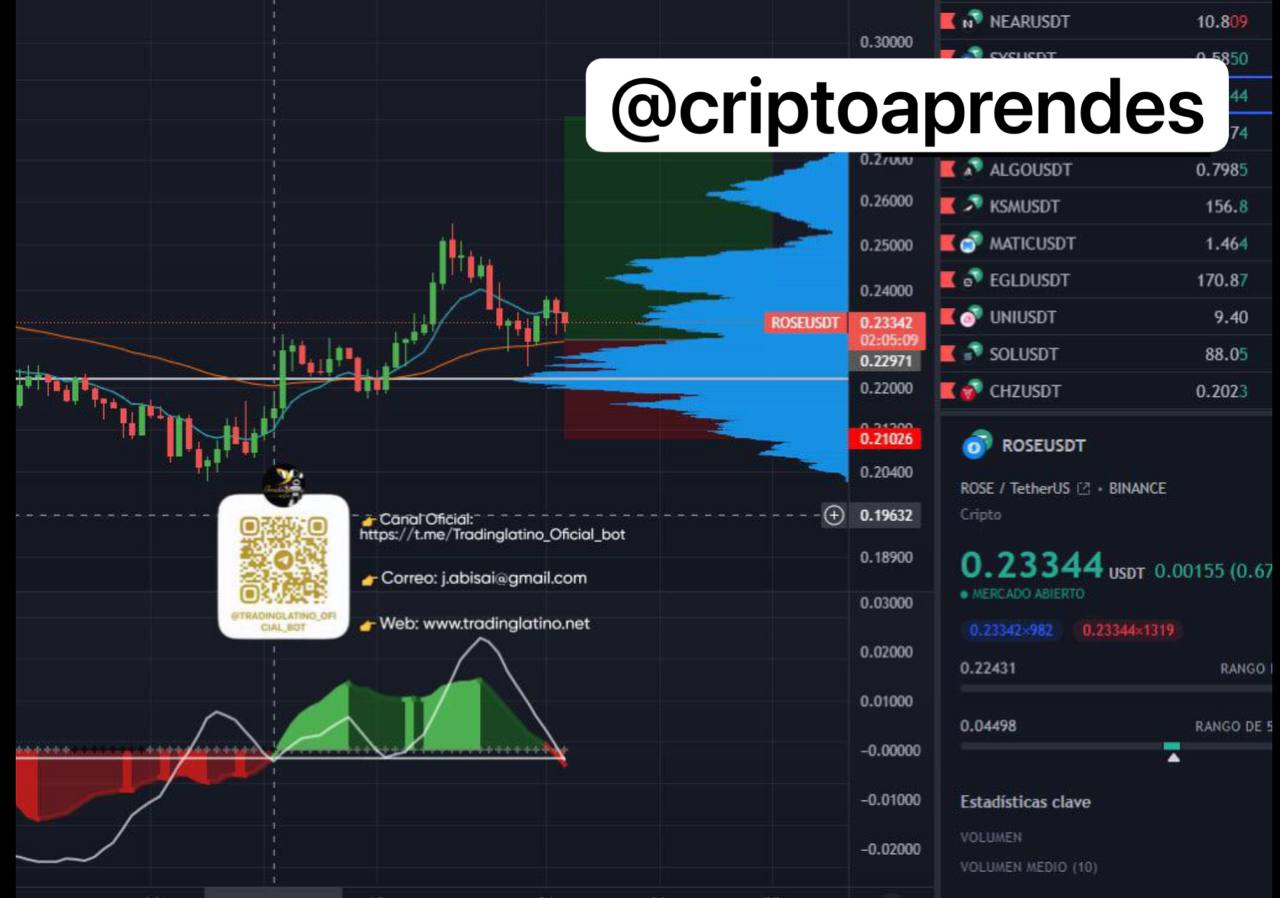 @criptoaprendes
0.30000
0.27000
0.26000
0.25000
0.24000
ROSEUSDT 0.23342
02:05:09
0.22971
0.22000
0.21026
0.20400
0.19632
0.18900
0.03000
0.02000
0.01000
-0.00000
-0.01000
-0.02000
👉 Canal Oficial:
https://t.me/Tradinglatino_Oficial_bot
👉 Correo: j.abisai@gmail.com
👉 Web: www.tradinglatino.net
@TRADINGLATINO_OFI
CIAL_BOT
NEARUSDT 10.809
SYSUSDT 0.5850
44
74
ALGOUSDT 0.7985
KSMUSDT 156.8
MATICUSDT 1.464
EGLDUSDT 170.87
UNIUSDT 9.40
SOLUSDT 88.05
CHZUSDT 0.2023
ROSEUSDT
ROSE / TetherUS • BINANCE
Cripto
0.23344 USDT 0.00155 (0.67
MERCADO ABIERTO
0.23342×982 0.23344×1319
0.22431 RANGO
0.04498 RANGO DE 5
Estadísticas clave
VOLUMEN
VOLUMEN MEDIO (10)